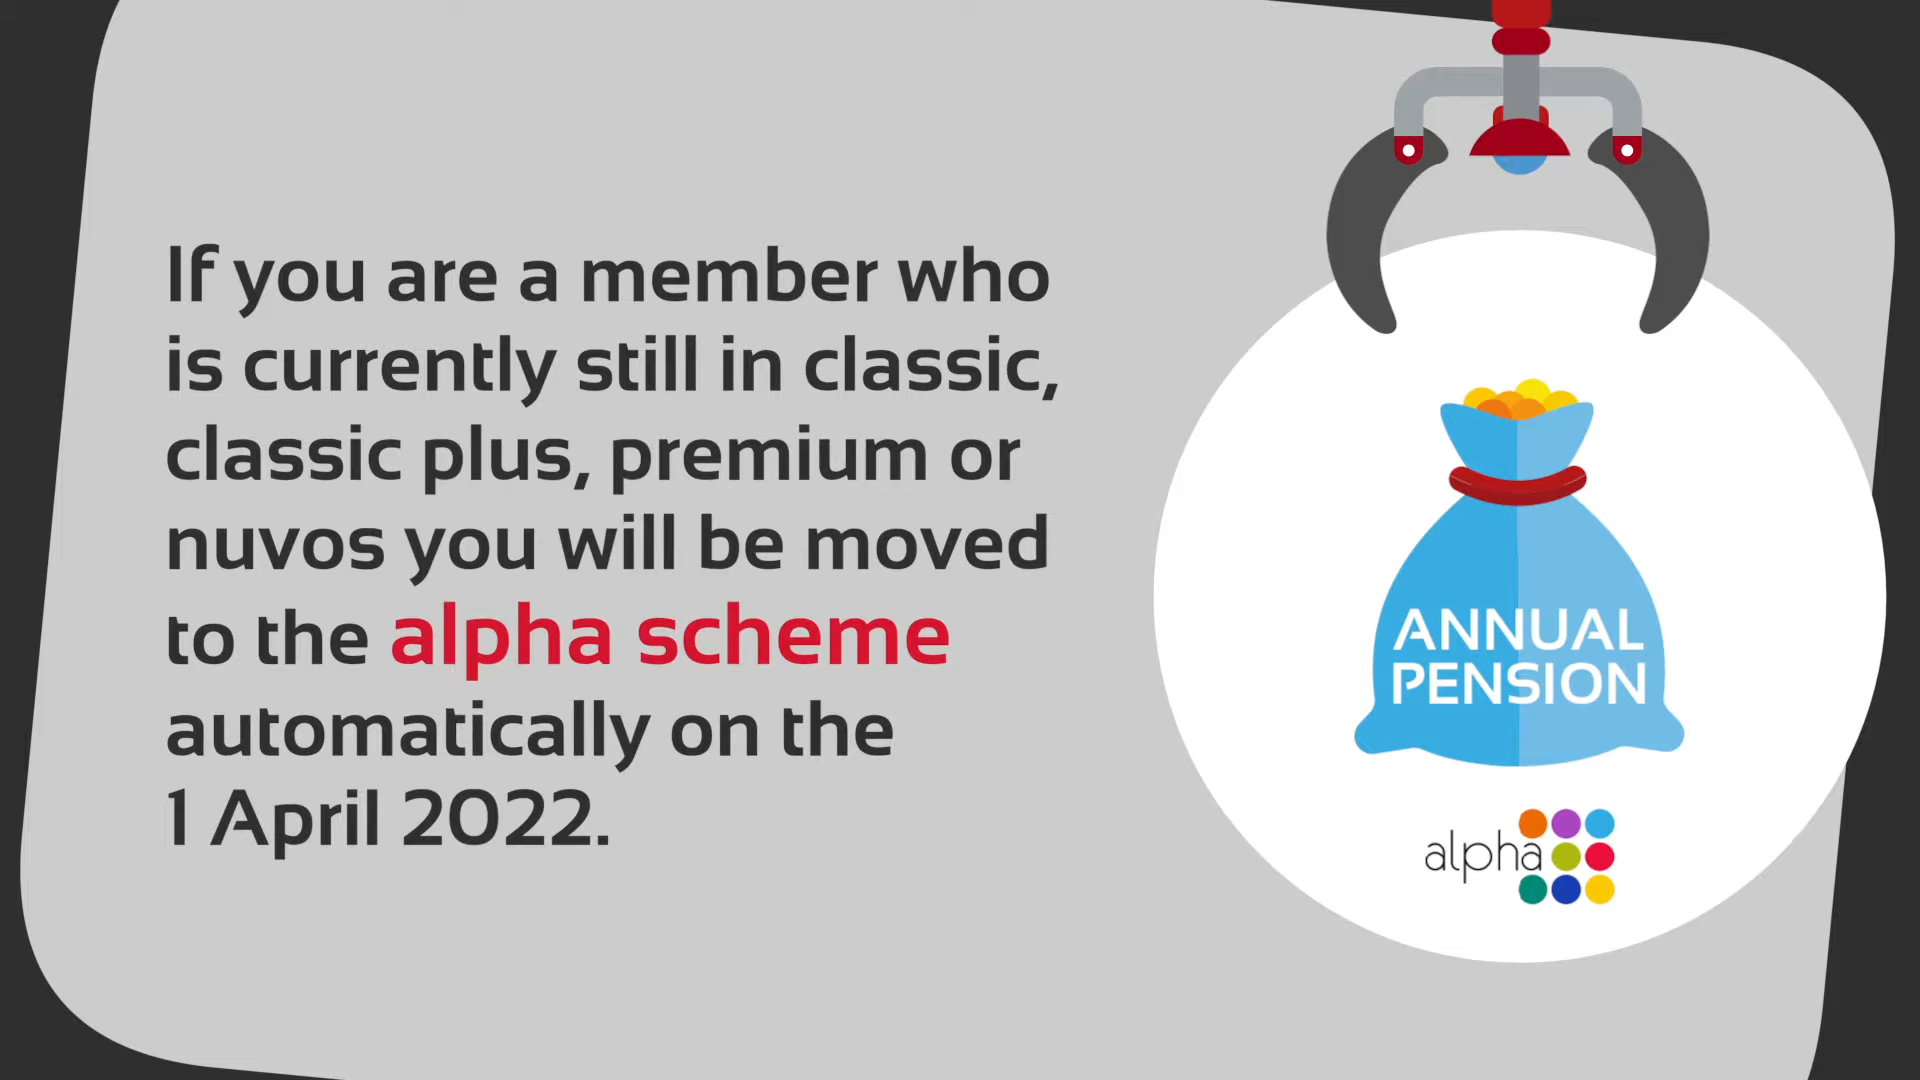 If you are a member who
is currently still in classic,
classic plus, premium or
nuvos you will be moved
to the alpha scheme
automatically on the
1 April 2022.
ANNUAL
PENSION
alpha